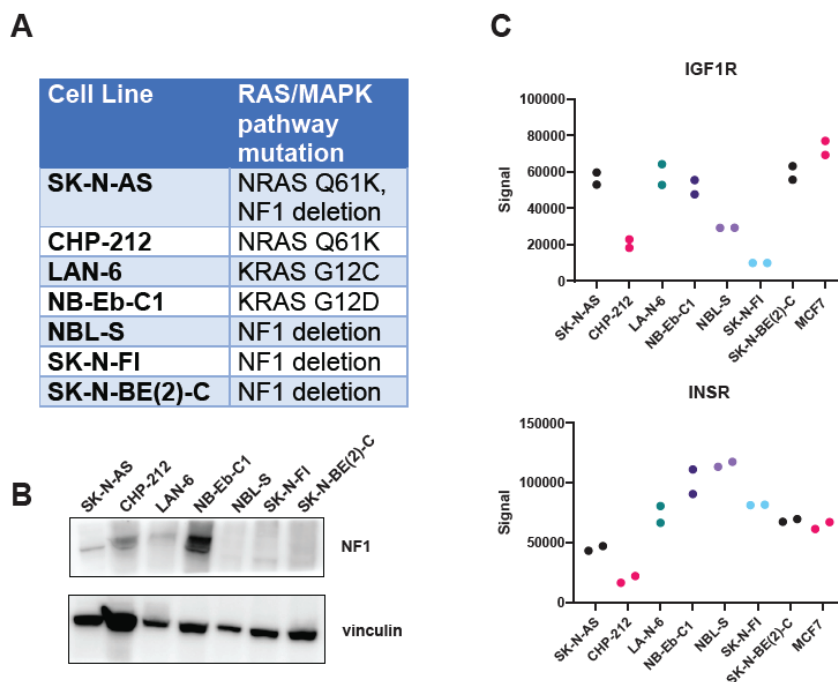 A
Cell Line RAS/MAPK
pathway
mutation
SK-N-AS NRAS Q61K,
NF1 deletion
CHP-212 NRAS Q61K
LAN-6 KRAS G12C
NB-Eb-C1 KRAS G12D
NBL-S NF1 deletion
SK-N-FI NF1 deletion
SK-N-BE(2)-C NF1 deletion
B
SK-N-AS CHP-212 LAN-6 NB-Eb-C1 NBL-S SK-N-FI SK-N-BE(2)-C
NF1
vinculin
C
IGF1R
Signal
100000
80000
60000
40000
20000
0
SK-N-AS CHP-212 LA-N-6 NB-Eb-C1 NBL-S SK-N-FI SK-N-BE(2)-C MCF7
INSR
Signal
150000
100000
50000
0
SK-N-AS CHP-212 LA-N-6 NB-Eb-C1 NBL-S SK-N-FI SK-N-BE(2)-C MCF7